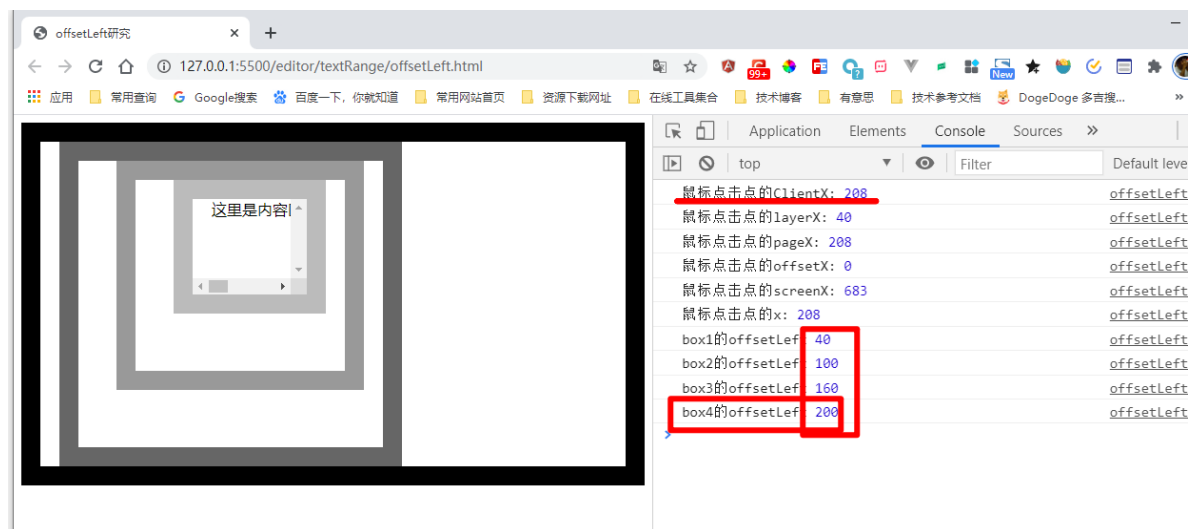 offsetLeft研究
127.0.0.1:5500/editor/textRange/offsetLeft.html
99+
New
应用 常用查询 Google搜索 百度一下，你就知道 常用网站首页 资源下载网址 在线工具集合 技术博客 有意思 技术参考文档 DogeDoge 多吉搜...
Application Elements Console Sources
top Filter Default leve
这里是内容
鼠标点击点的ClientX: 208 offsetLeft
鼠标点击点的layerX: 40 offsetLeft
鼠标点击点的pageX: 208 offsetLeft
鼠标点击点的offsetX: 0 offsetLeft
鼠标点击点的screenX: 683 offsetLeft
鼠标点击点的x: 208 offsetLeft
box1的offsetLeft 40 offsetLeft
box2的offsetLeft 100 offsetLeft
box3的offsetLeft 160 offsetLeft
box4的offsetLeft 200 offsetLeft